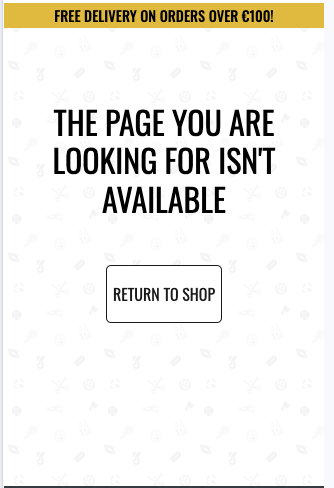 FREE DELIVERY ON ORDERS OVER €100!
THE PAGE YOU ARE
LOOKING FOR ISN'T
AVAILABLE
RETURN TO SHOP